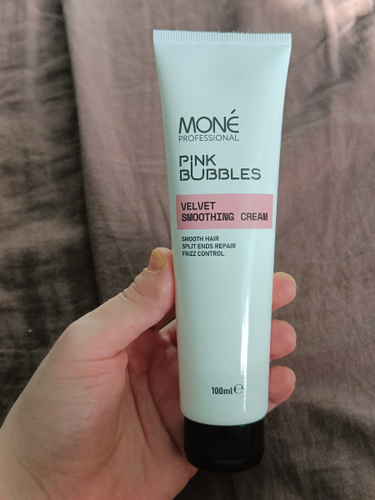 MONÉ
PROFESSIONAL
PINK
BUBBLES
VELVET
SMOOTHING CREAM
SMOOTH HAIR
SPLIT ENDS REPAIR
FRIZZ CONTROL
100ml℮